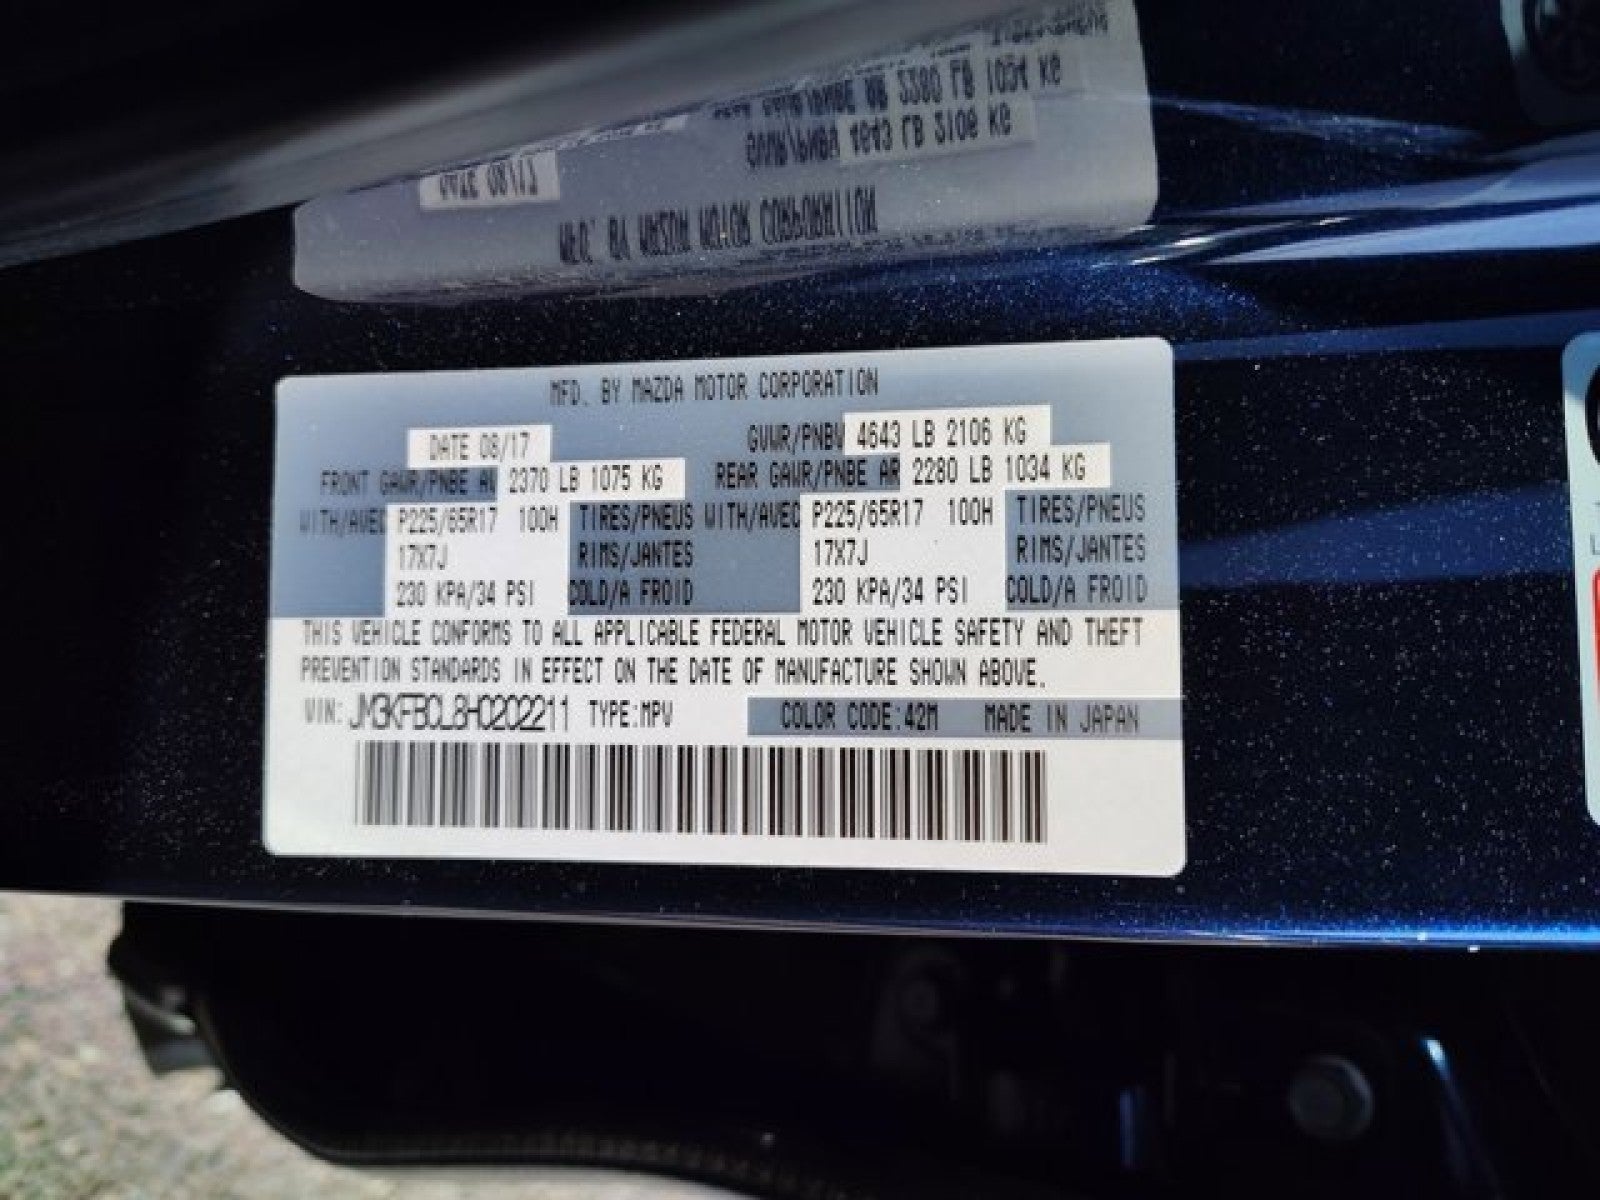 MFD. BY MAZDA MOTOR CORPORATION
DATE 08/17 GVWR/PNBV 4643 LB 2106 KG
FRONT GAWR/PNBE AV 2370 LB 1075 KG REAR GAWR/PNBE AR 2280 LB 1034 KG
WITH/AVEC P225/65R17 100H TIRES/PNEUS WITH/AVEC P225/65R17 100H TIRES/PNEUS
17X7J RIMS/JANTES 17X7J RIMS/JANTES
230 KPA/34 PSI COLD/A FROID 230 KPA/34 PSI COLD/A FROID
THIS VEHICLE CONFORMS TO ALL APPLICABLE FEDERAL MOTOR VEHICLE SAFETY AND THEFT
PREVENTION STANDARDS IN EFFECT ON THE DATE OF MANUFACTURE SHOWN ABOVE.
VIN: JM3KFBCL8H0202211 TYPE:MPV COLOR CODE:42M MADE IN JAPAN